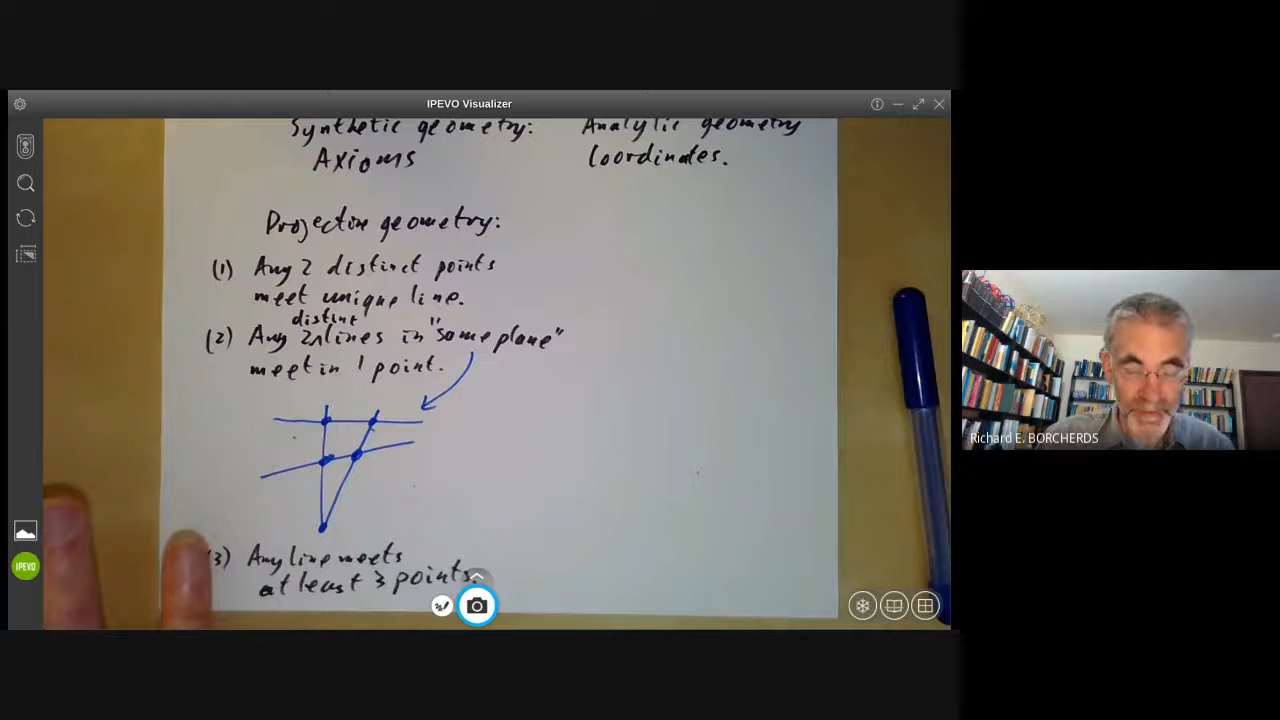 IPEVO Visualizer
Synthetic geometry: Analytic geometry
Axioms Coordinates.
Projective geometry:
(1) Any 2 distinct points
meet unique line.
distinct
(2) Any 2 lines in "same plane"
meet in 1 point.
(3) Any line meets
at least 3 points.
IPEVO
Richard E. BORCHERDS